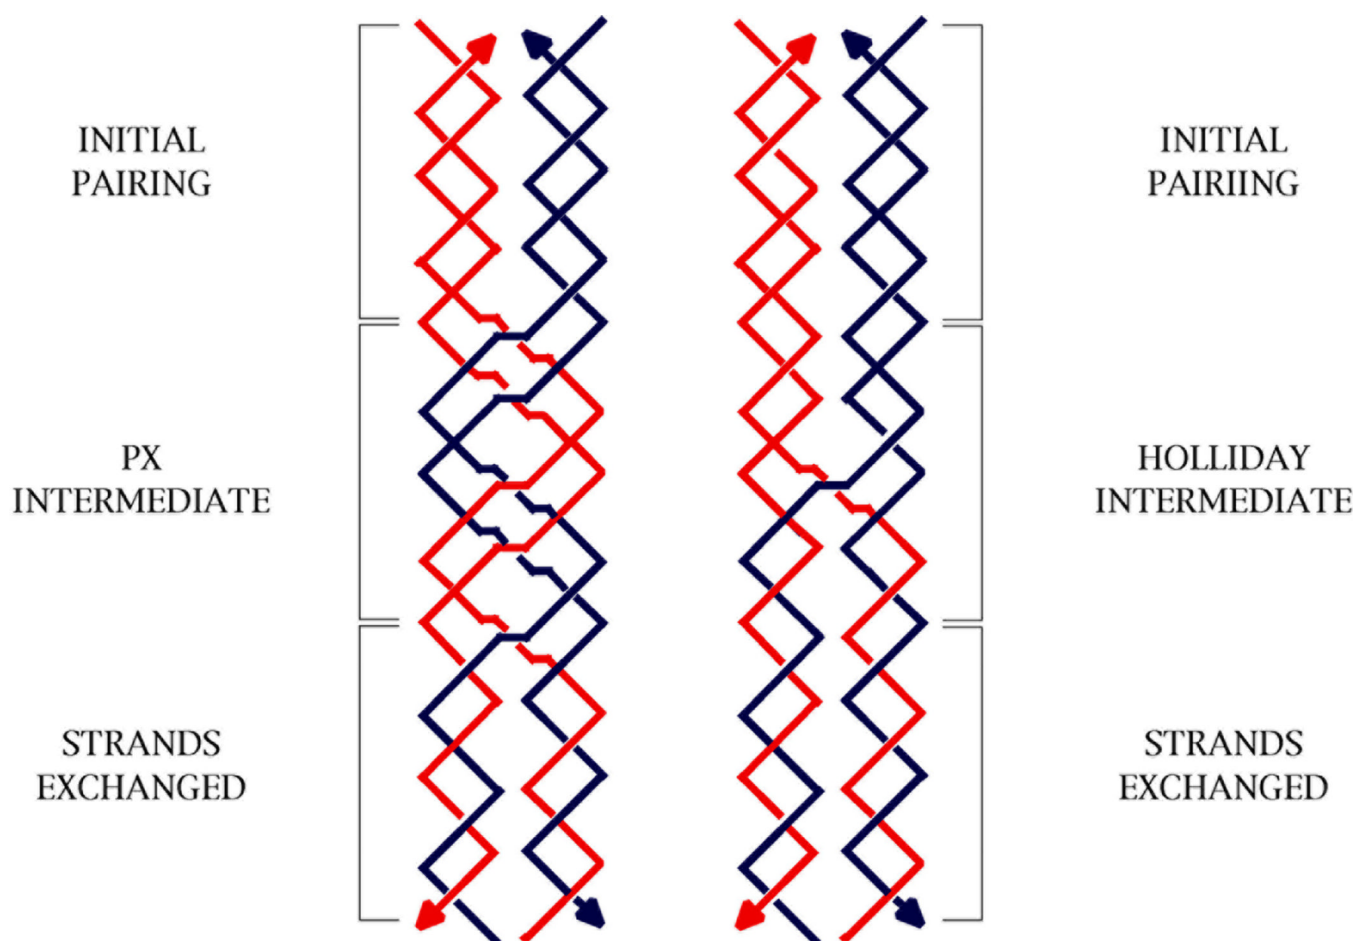 INITIAL
PAIRING
PX
INTERMEDIATE
STRANDS
EXCHANGED
INITIAL
PAIRIING
HOLLIDAY
INTERMEDIATE
STRANDS
EXCHANGED